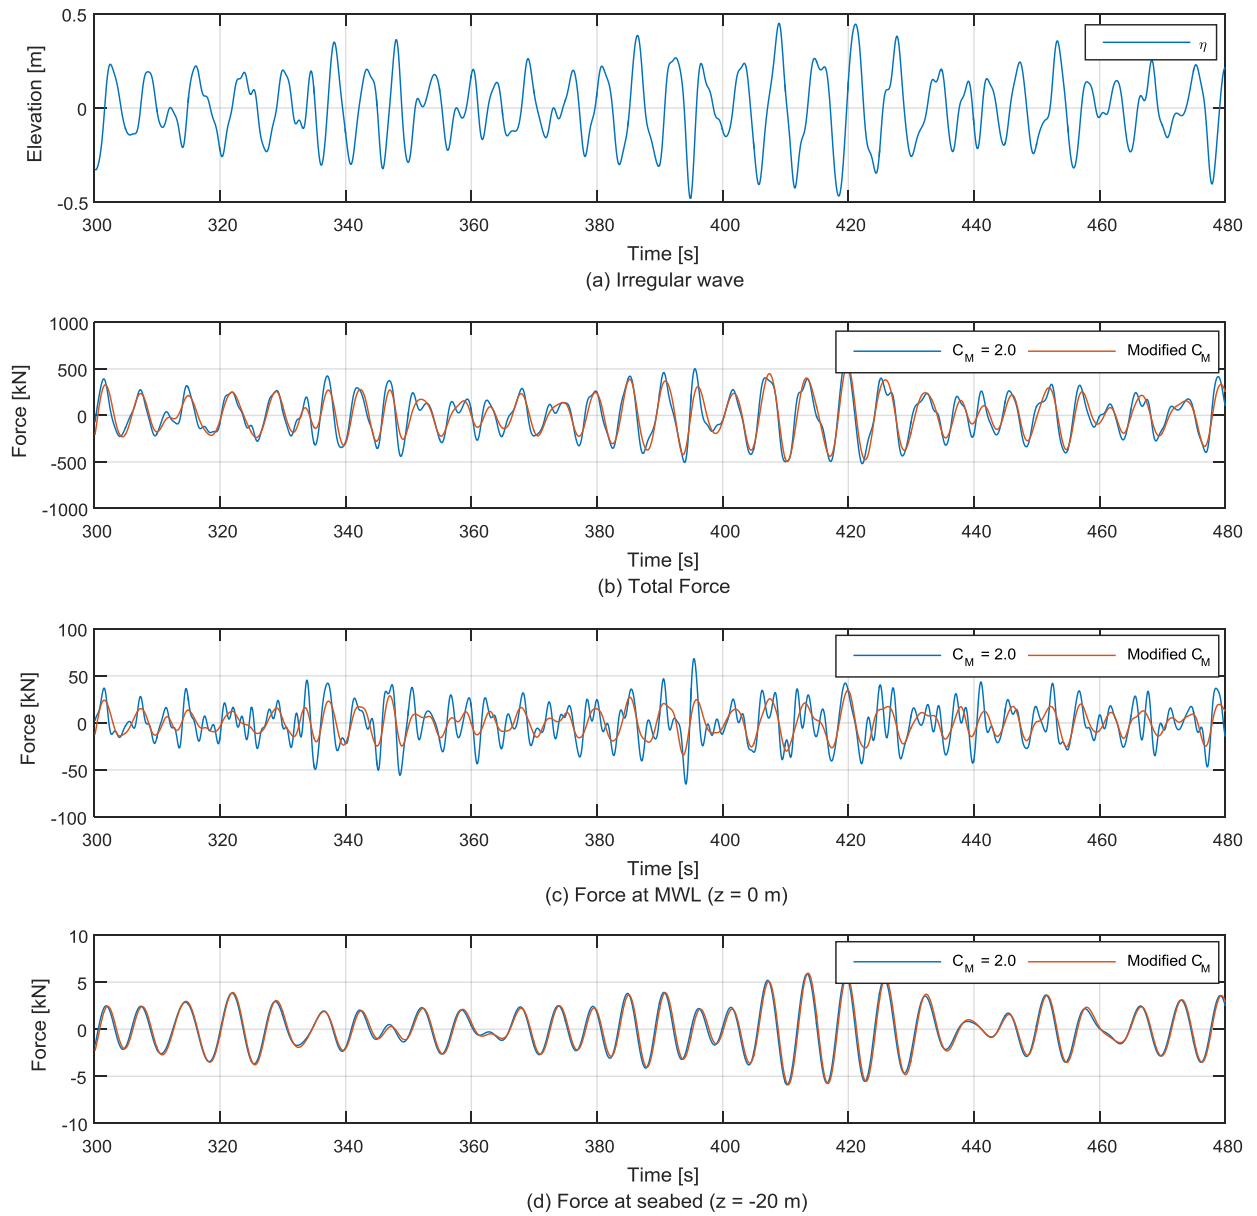 0.5
0
-0.5
Elevation [m]
η
300 320 340 360 380 400 420 440 460 480
Time [s]
(a) Irregular wave
1000
500
0
-500
-1000
Force [kN]
C_M = 2.0 Modified C_M
300 320 340 360 380 400 420 440 460 480
Time [s]
(b) Total Force
100
50
0
-50
-100
Force [kN]
C_M = 2.0 Modified C_M
300 320 340 360 380 400 420 440 460 480
Time [s]
(c) Force at MWL (z = 0 m)
10
5
0
-5
-10
Force [kN]
C_M = 2.0 Modified C_M
300 320 340 360 380 400 420 440 460 480
Time [s]
(d) Force at seabed (z = -20 m)